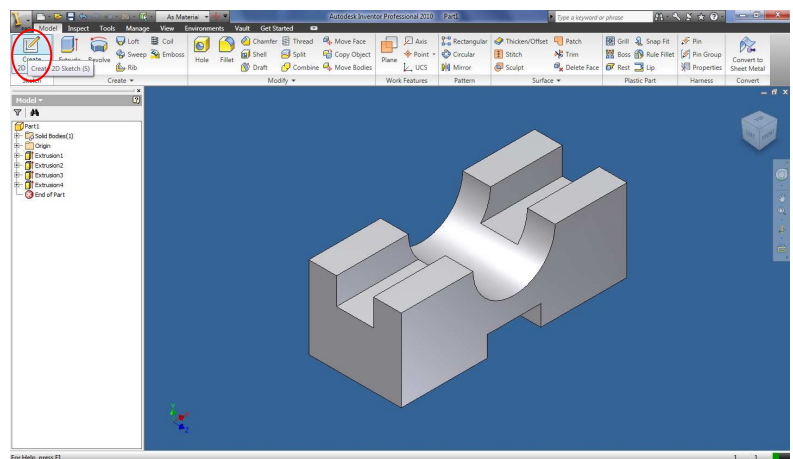 As Material
Autodesk Inventor Professional 2010 Part1
Type a keyword or phrase
Model Inspect Tools Manage View Environments Vault Get Started
Create
2D
Sketch
Create 2D Sketch (S)
Extrude
Revolve
Loft
Sweep
Rib
Coil
Emboss
Create
Hole
Fillet
Chamfer
Shell
Draft
Thread
Split
Combine
Move Face
Copy Object
Move Bodies
Modify
Plane
Axis
Point
UCS
Work Features
Rectangular
Circular
Mirror
Pattern
Thicken/Offset
Stitch
Sculpt
Patch
Trim
Delete Face
Surface
Grill
Boss
Rest
Snap Fit
Rule Fillet
Lip
Plastic Part
Pin
Pin Group
Properties
Harness
Convert to
Sheet Metal
Convert
Model
Part1
Solid Bodies(1)
Origin
Extrusion1
Extrusion2
Extrusion3
Extrusion4
End of Part
TOP
FRONT
Z
For Help, press F1
1 1